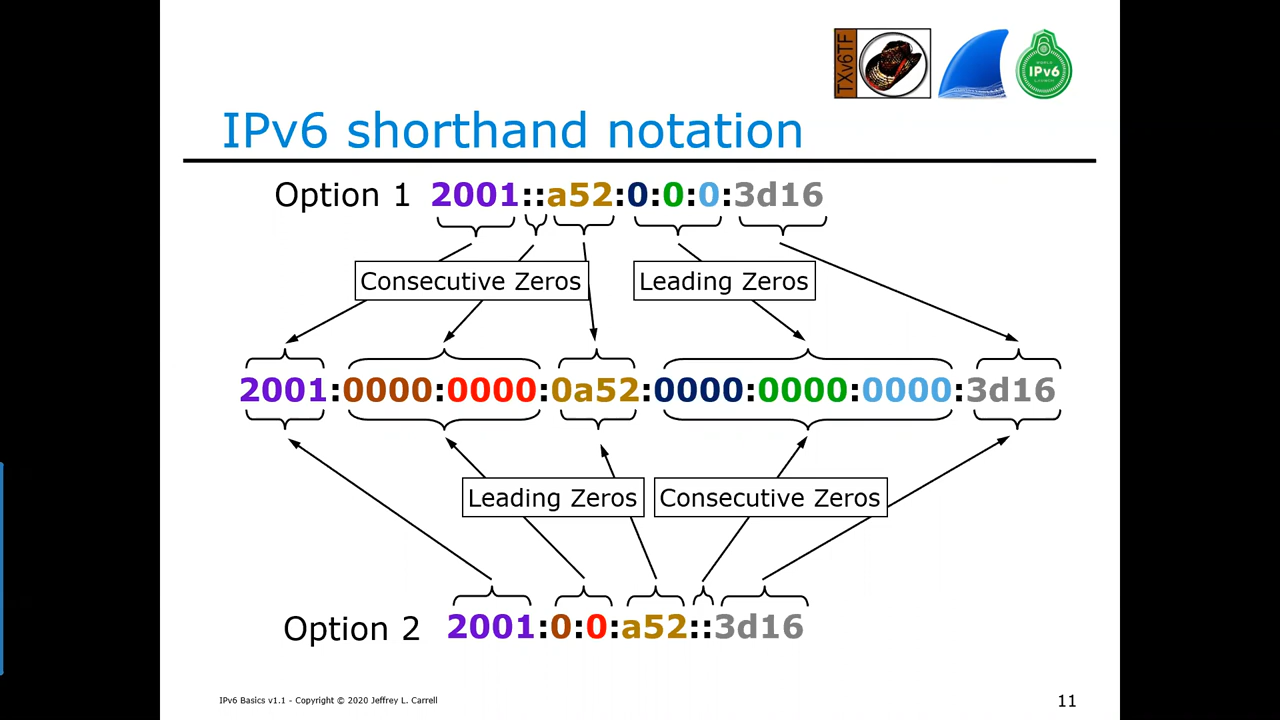 TXv6TF
WORLD
IPv6
LAUNCH
IPv6 shorthand notation
Option 1 2001::a52:0:0:0:3d16
Consecutive Zeros
Leading Zeros
2001:0000:0000:0a52:0000:0000:0000:3d16
Leading Zeros
Consecutive Zeros
Option 2 2001:0:0:a52::3d16
IPv6 Basics v1.1 - Copyright © 2020 Jeffrey L. Carrell
11